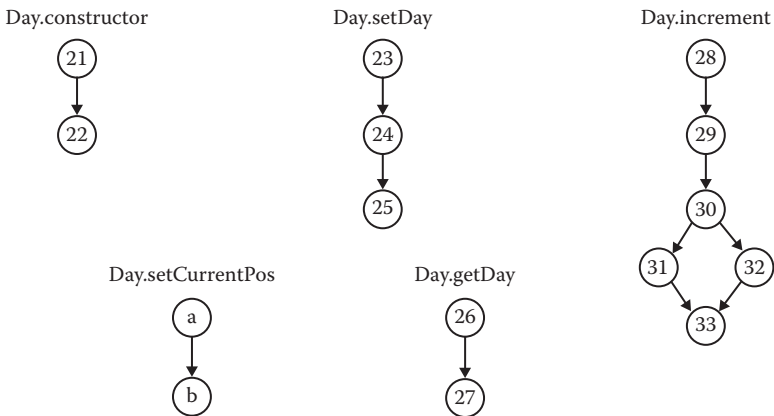 Day.constructor
21
22
Day.setDay
23
24
25
Day.increment
28
29
30
31
32
33
Day.setCurrentPos
a
b
Day.getDay
26
27